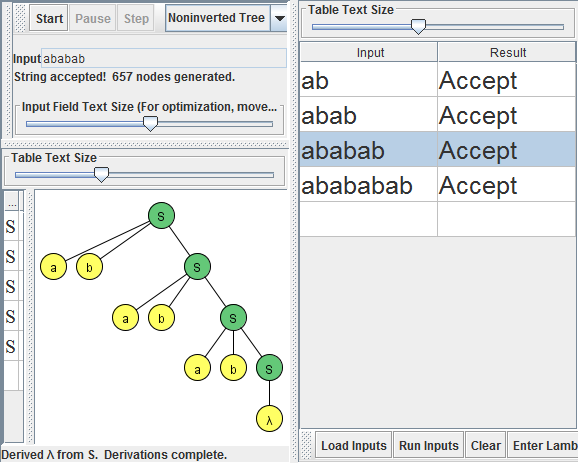 Start Pause Step Noninverted Tree
Input ababab
String accepted! 657 nodes generated.
Input Field Text Size (For optimization, move...
Table Text Size
...
S
S
S
S
S
S
a b S
a b S
a b S
λ
Derived λ from S. Derivations complete.
Table Text Size
Input Result
ab Accept
abab Accept
ababab Accept
abababab Accept
Load Inputs Run Inputs Clear Enter Lamb